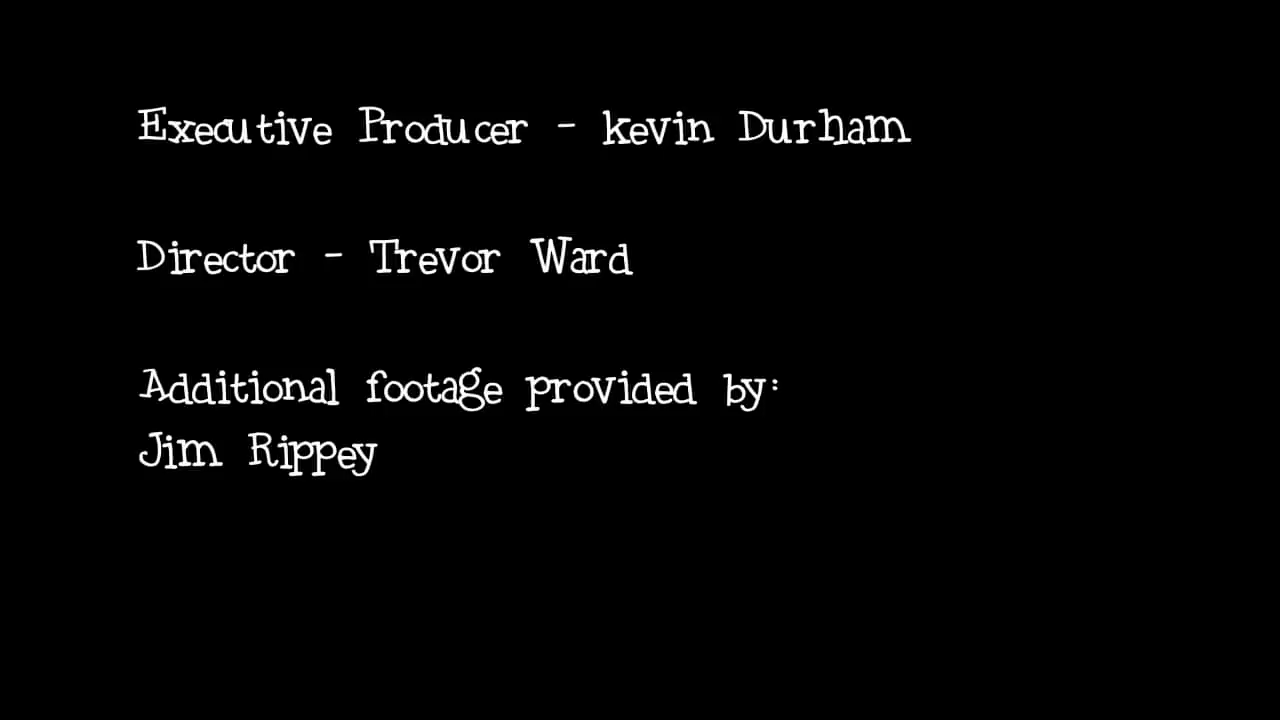 Executive Producer - kevin Durham
Director - Trevor Ward
Additional footage provided by:
Jim Rippey